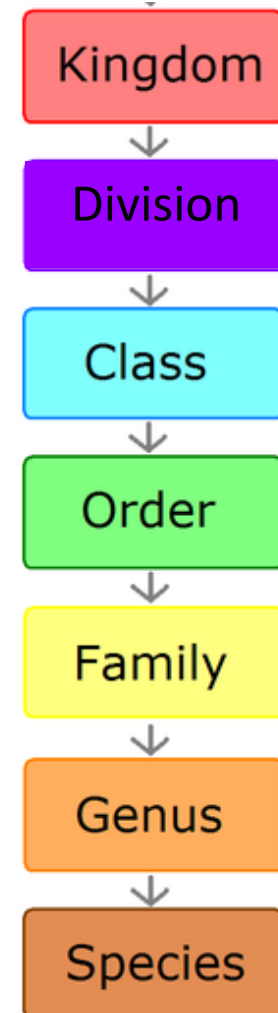 Kingdom
Division
Class
Order
Family
Genus
Species